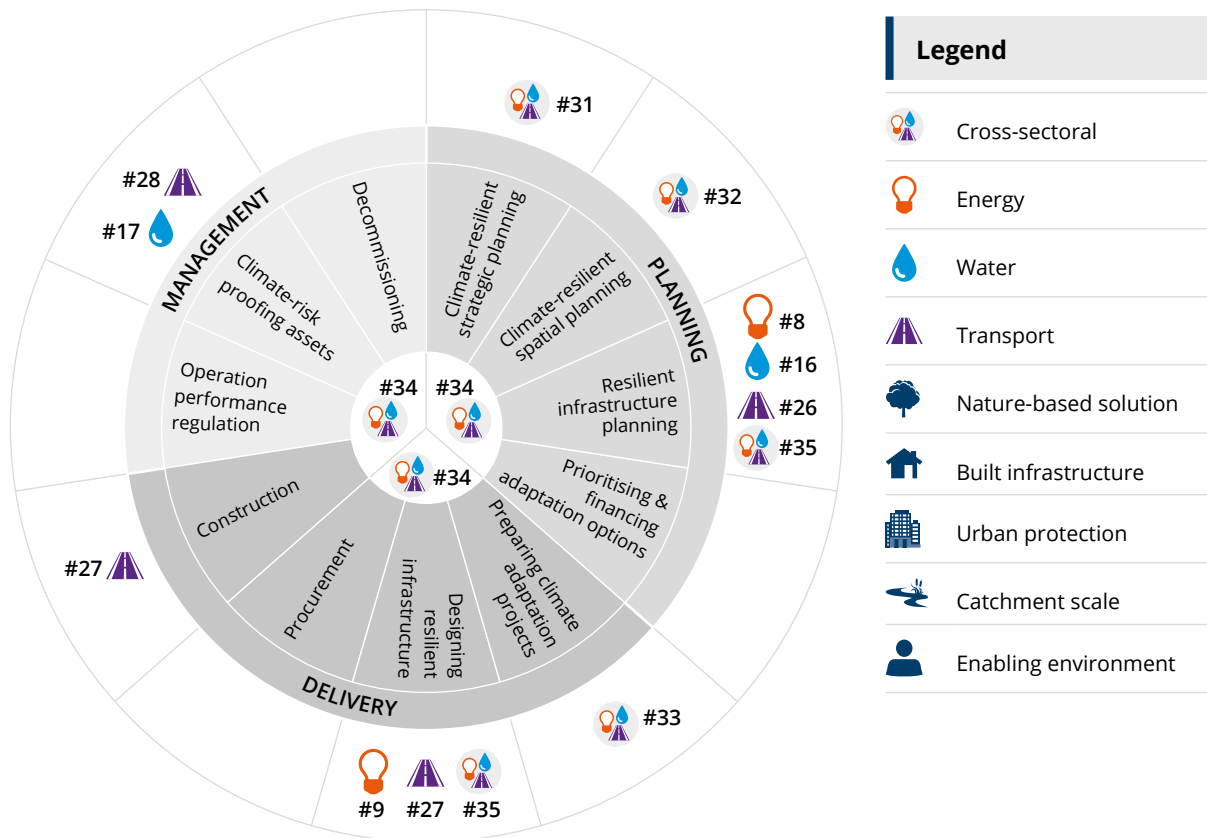 #31
#32
#28
#17
#8
#16
#26
#35
#27
#33
#9
#27
#35
MANAGEMENT
PLANNING
DELIVERY
Decommissioning
Climate-risk
proofing assets
Operation
performance
regulation
Climate-resilient
strategic planning
Climate-resilient
spatial planning
Resilient
infrastructure
planning
Prioritising &
financing
adaptation options
Preparing climate
adaptation
projects
Designing
resilient
infrastructure
Procurement
Construction
#34
#34
#34
Legend
Cross-sectoral
Energy
Water
Transport
Nature-based solution
Built infrastructure
Urban protection
Catchment scale
Enabling environment